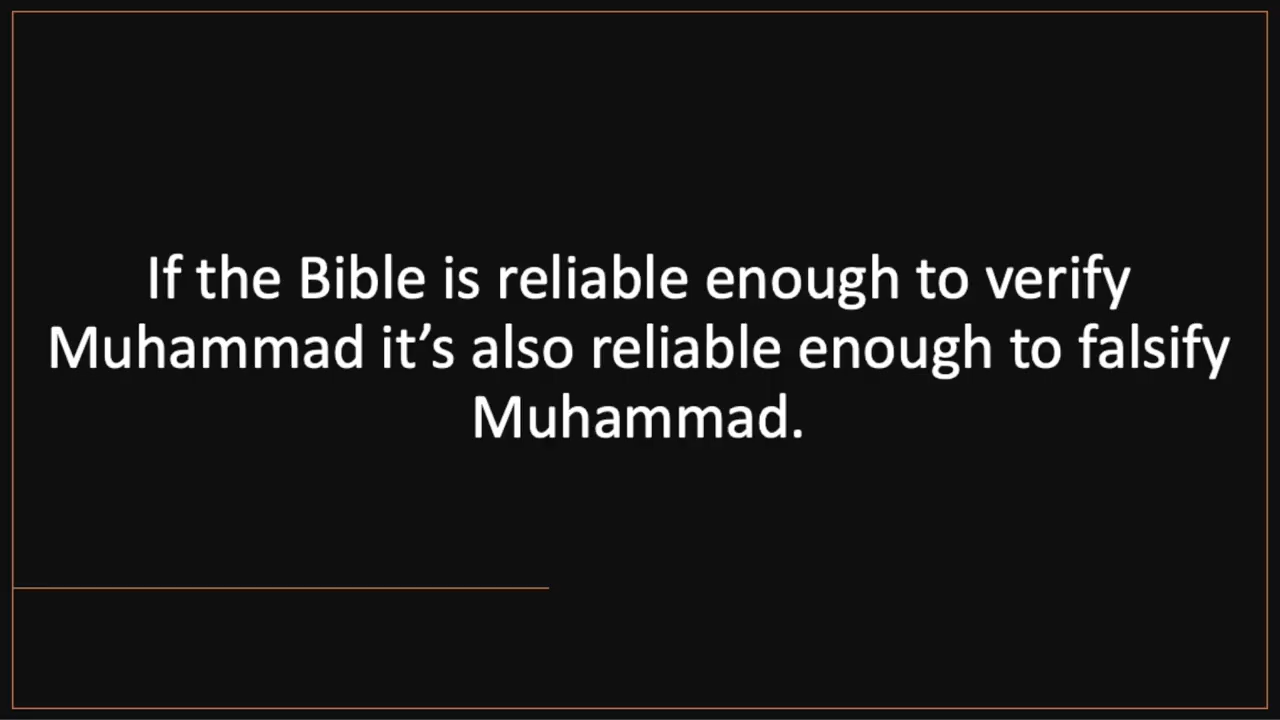 If the Bible is reliable enough to verify
Muhammad it’s also reliable enough to falsify
Muhammad.